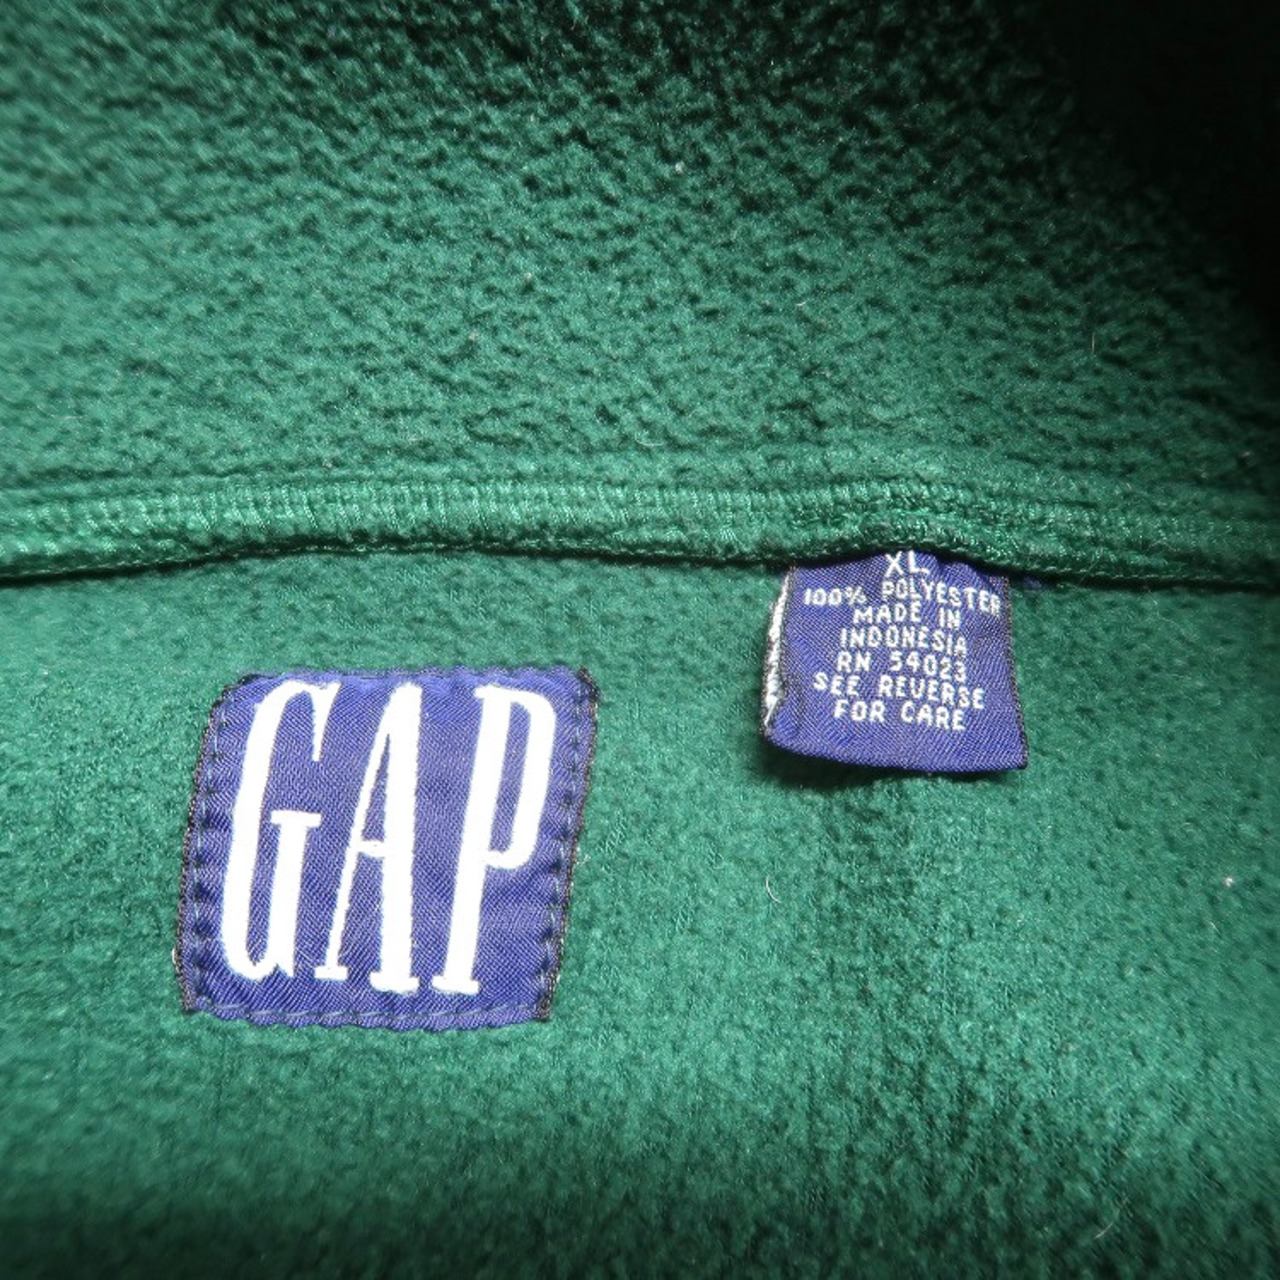 GAP
XL
100% POLYESTER
MADE IN
INDONESIA
RN 54023
SEE REVERSE
FOR CARE